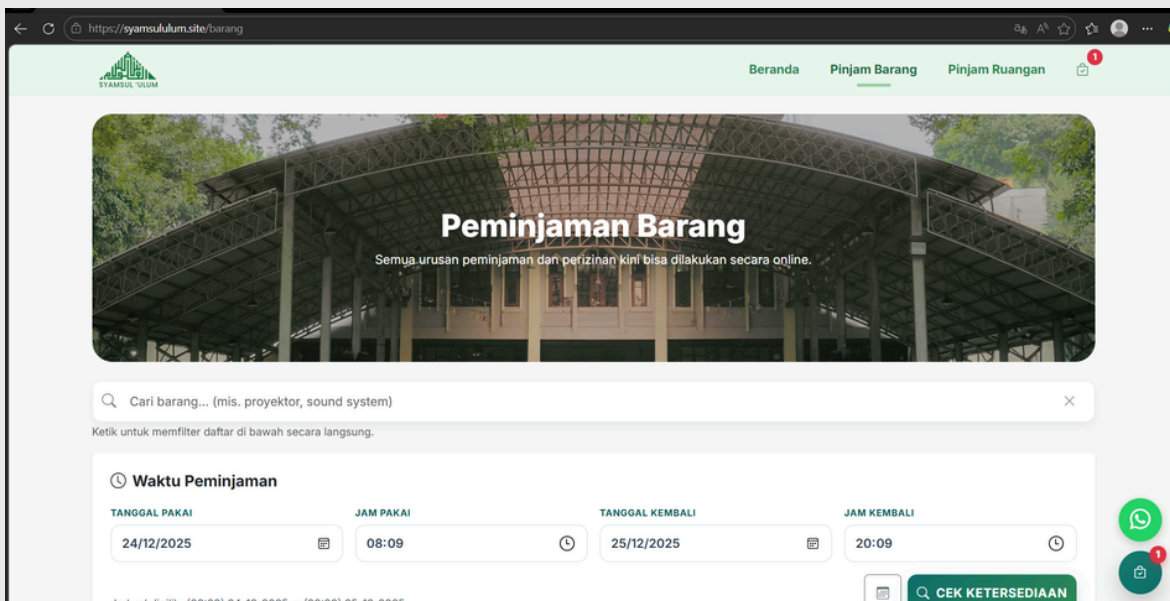 https://syamsululum.site/barang
SYAMSUL 'ULUM
Beranda Pinjam Barang Pinjam Ruangan 1
Peminjaman Barang
Semua urusan peminjaman dan perizinan kini bisa dilakukan secara online.
Cari barang... (mis. proyektor, sound system)
Ketik untuk memfilter daftar di bawah secara langsung.
Waktu Peminjaman
TANGGAL PAKAI JAM PAKAI TANGGAL KEMBALI JAM KEMBALI
24/12/2025 08:09 25/12/2025 20:09
1
CEK KETERSEDIAAN